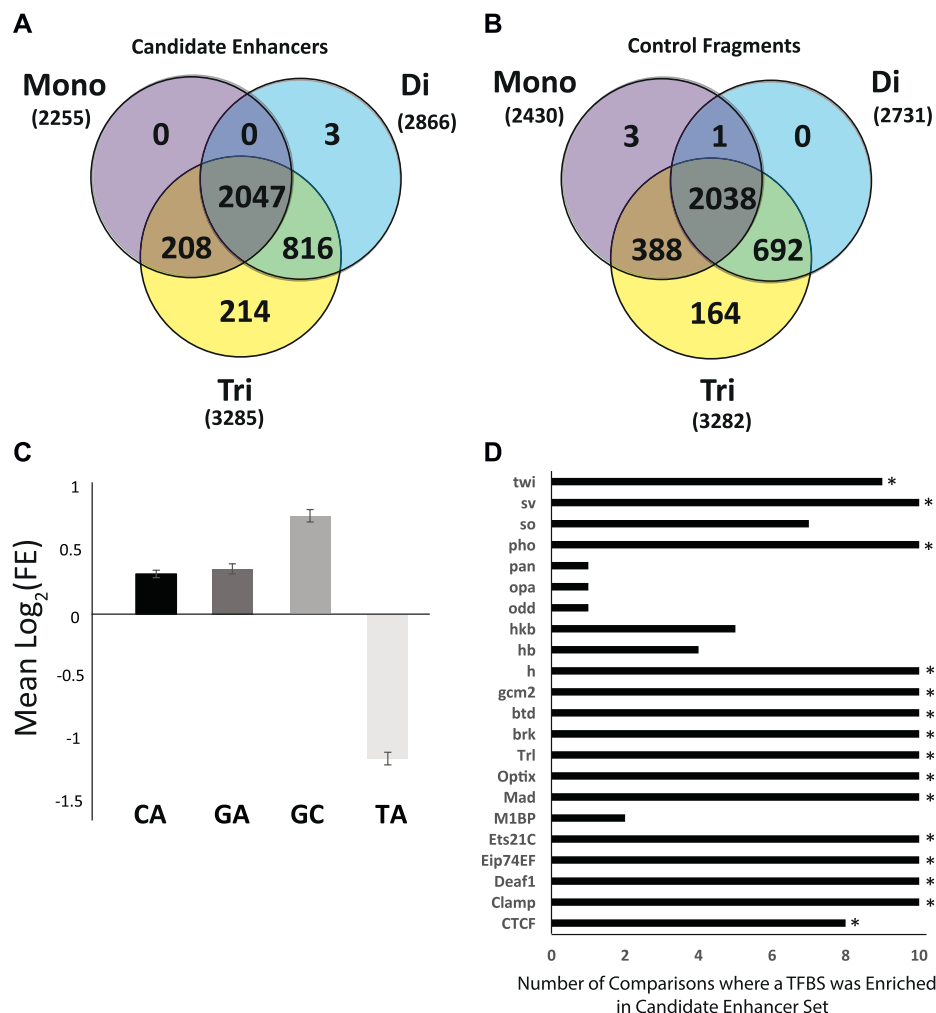 A
Candidate Enhancers
Mono
(2255)
Di
(2866)
0
0
3
2047
208
816
214
Tri
(3285)
B
Control Fragments
Mono
(2430)
Di
(2731)
3
1
0
2038
388
692
164
Tri
(3282)
C
Mean Log2(FE)
1
0.5
0
-0.5
-1
-1.5
CA GA GC TA
D
twi *
sv *
so
pho *
pan
opa
odd
hkb
hb
h *
gcm2 *
btd *
brk *
Trl *
Optix *
Mad *
M1BP
Ets21C *
Eip74EF *
Deaf1 *
Clamp *
CTCF *
0 2 4 6 8 10
Number of Comparisons where a TFBS was Enriched
in Candidate Enhancer Set